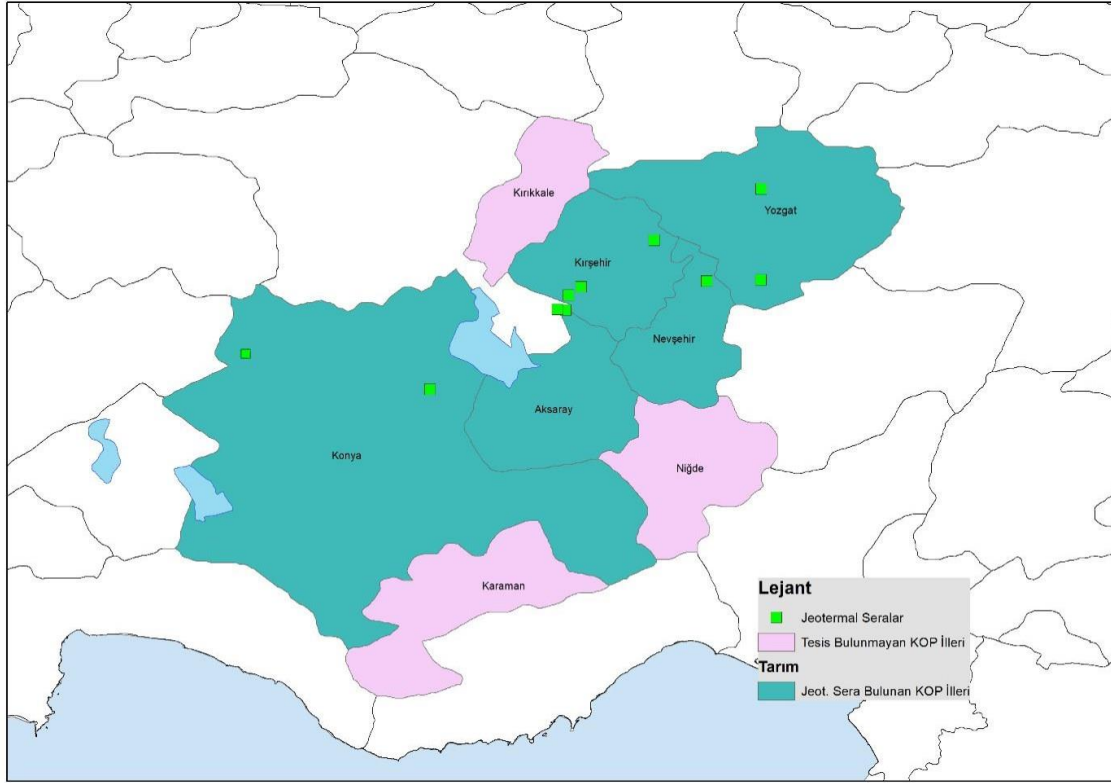 Kırıkkale
Yozgat
Kırşehir
Nevşehir
Aksaray
Konya
Niğde
Karaman
Lejant
Jeotermal Seralar
Tesis Bulunmayan KOP İlleri
Tarım
Jeot. Sera Bulunan KOP İlleri